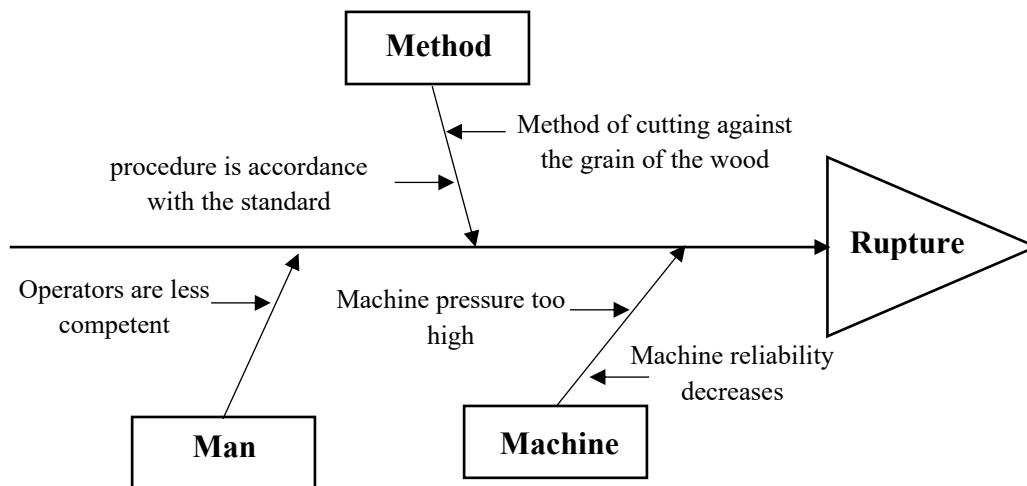 Method
Method of cutting against
the grain of the wood
procedure is accordance
with the standard
Rupture
Operators are less
competent
Machine pressure too
high
Machine reliability
decreases
Man
Machine